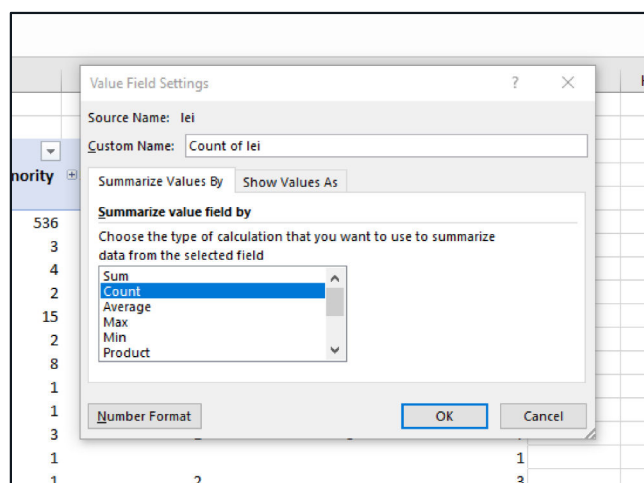 Value Field Settings
Source Name: lei
Custom Name: Count of lei
Summarize Values By Show Values As
Summarize value field by
Choose the type of calculation that you want to use to summarize
data from the selected field
Sum
Count
Average
Max
Min
Product
Number Format OK Cancel
nority
536
3
4
2
15
2
8
1
1
3
1 1
1 2 3